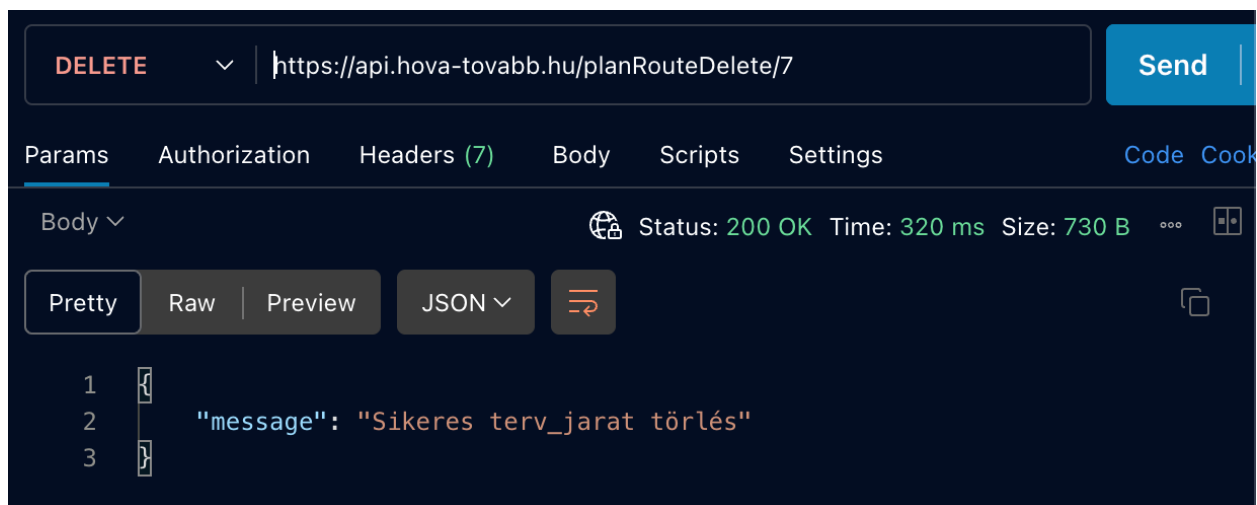 DELETE https://api.hova-tovabb.hu/planRouteDelete/7 Send
Params Authorization Headers (7) Body Scripts Settings Code Cook
Body Status: 200 OK Time: 320 ms Size: 730 B
Pretty Raw Preview JSON
1 {
2 "message": "Sikeres terv_jarat törlés"
3 }